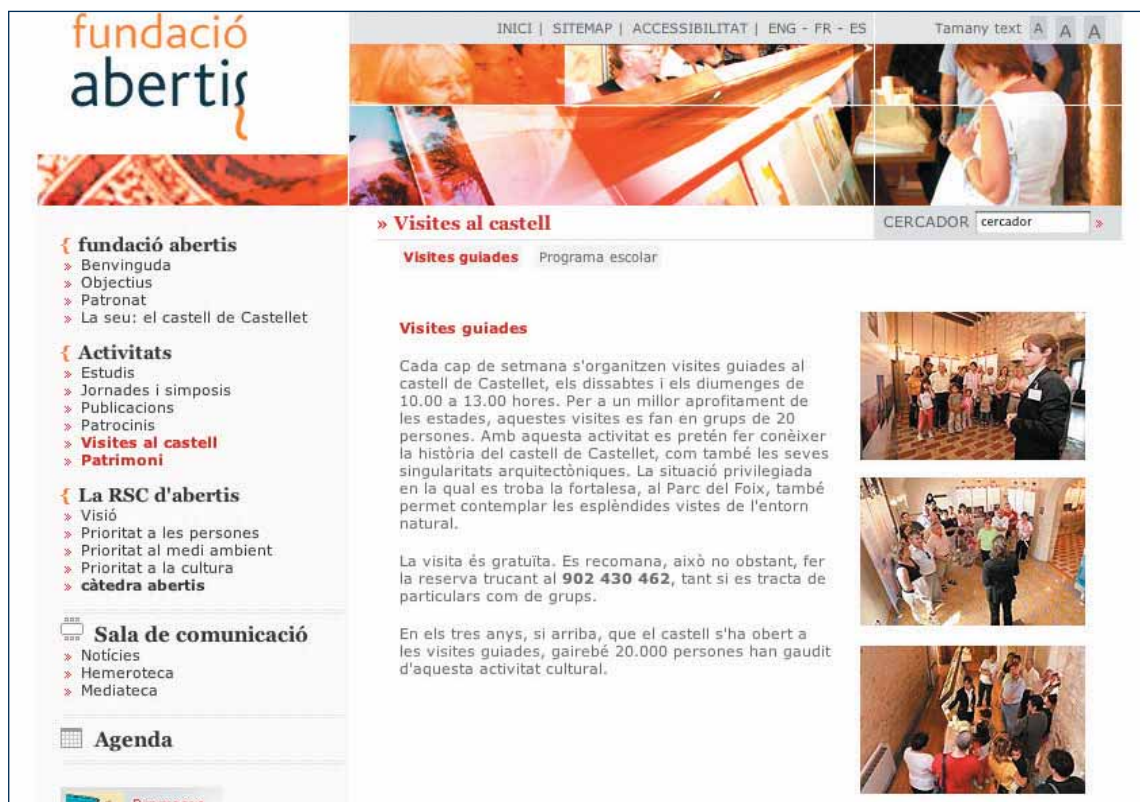 fundació
abertis
INICI | SITEMAP | ACCESSIBILITAT | ENG - FR - ES
Tamany text A A A
» Visites al castell
CERCADOR cercador »
Visites guiades Programa escolar
{ fundació abertis
» Benvinguda
» Objectius
» Patronat
» La seu: el castell de Castellet
{ Activitats
» Estudis
» Jornades i simposis
» Publicacions
» Patrocinis
» Visites al castell
» Patrimoni
{ La RSC d'abertis
» Visió
» Prioritat a les persones
» Prioritat al medi ambient
» Prioritat a la cultura
» càtedra abertis
Sala de comunicació
» Notícies
» Hemeroteca
» Mediateca
Agenda
Visites guiades
Cada cap de setmana s'organitzen visites guiades al
castell de Castellet, els dissabtes i els diumenges de
10.00 a 13.00 hores. Per a un millor aprofitament de
les estades, aquestes visites es fan en grups de 20
persones. Amb aquesta activitat es pretén fer conèixer
la història del castell de Castellet, com també les seves
singularitats arquitectòniques. La situació privilegiada
en la qual es troba la fortalesa, al Parc del Foix, també
permet contemplar les esplèndides vistes de l'entorn
natural.
La visita és gratuïta. Es recomana, això no obstant, fer
la reserva trucant al 902 430 462, tant si es tracta de
particulars com de grups.
En els tres anys, si arriba, que el castell s'ha obert a
les visites guiades, gairebé 20.000 persones han gaudit
d'aquesta activitat cultural.